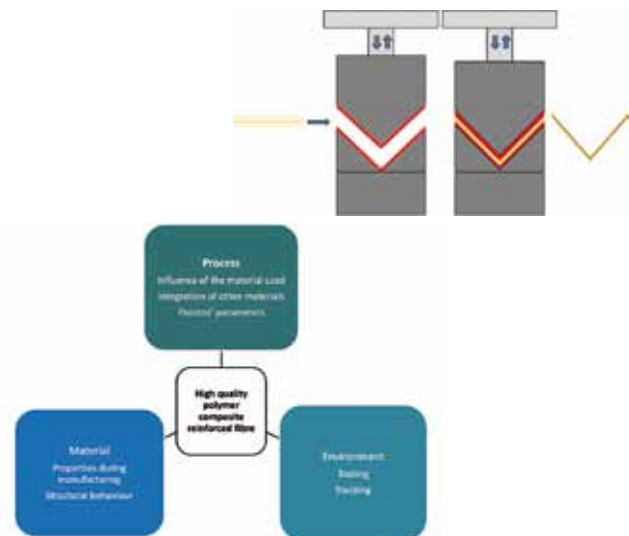 Process
Influence of the material used
Integration of other materials
Process' parameters
High quality
polymer
composite
reinforced fibre
Material
Properties during
manufacturing
Structural Behaviour
Environment
Tooling
Tracking